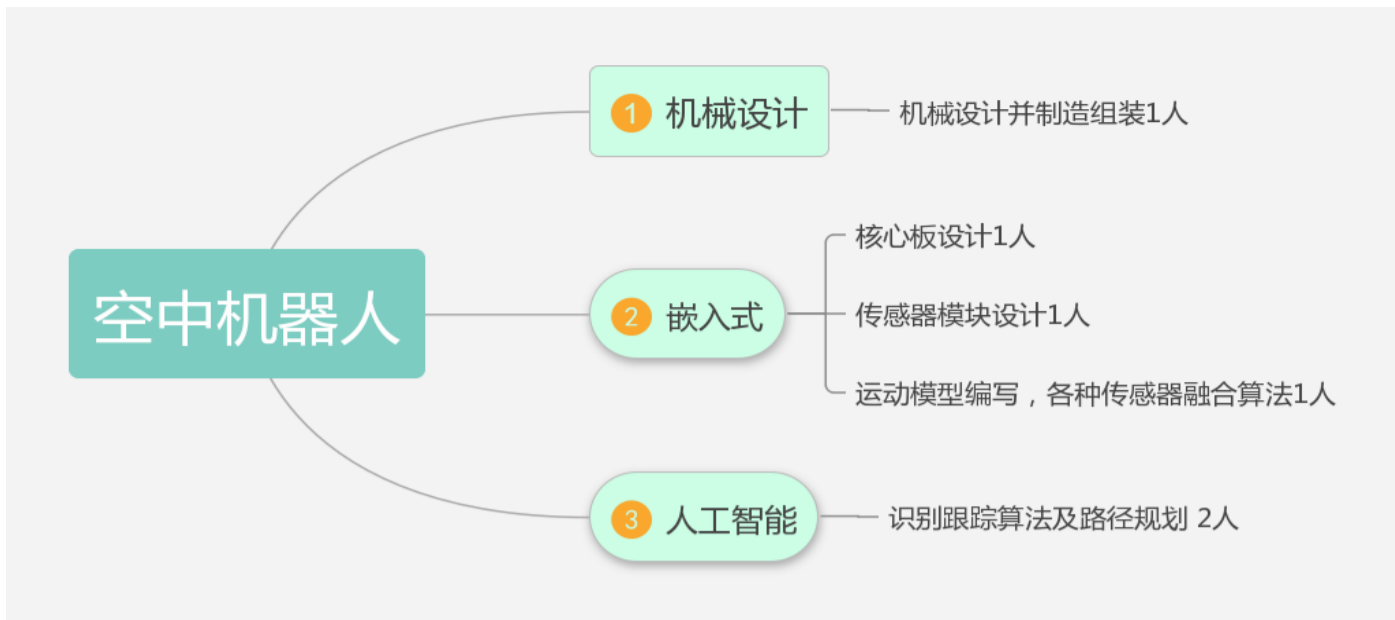 空中机器人
1 机械设计
机械设计并制造组装1人
2 嵌入式
核心板设计1人
传感器模块设计1人
运动模型编写，各种传感器融合算法1人
3 人工智能
识别跟踪算法及路径规划 2人